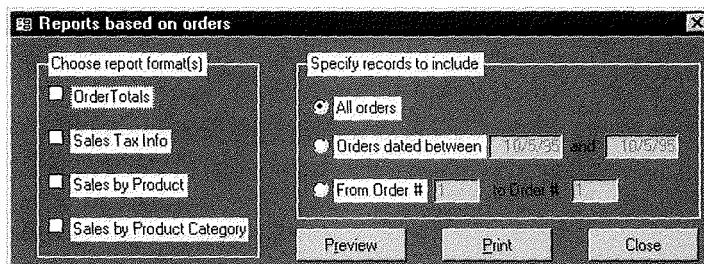 Reports based on orders
Choose report format(s)
OrderTotals
Sales Tax Info
Sales by Product
Sales by Product Category
Specify records to include
All orders
Orders dated between 10/5/95 and 10/5/95
From Order # 1 to Order # 1
Preview Print Close